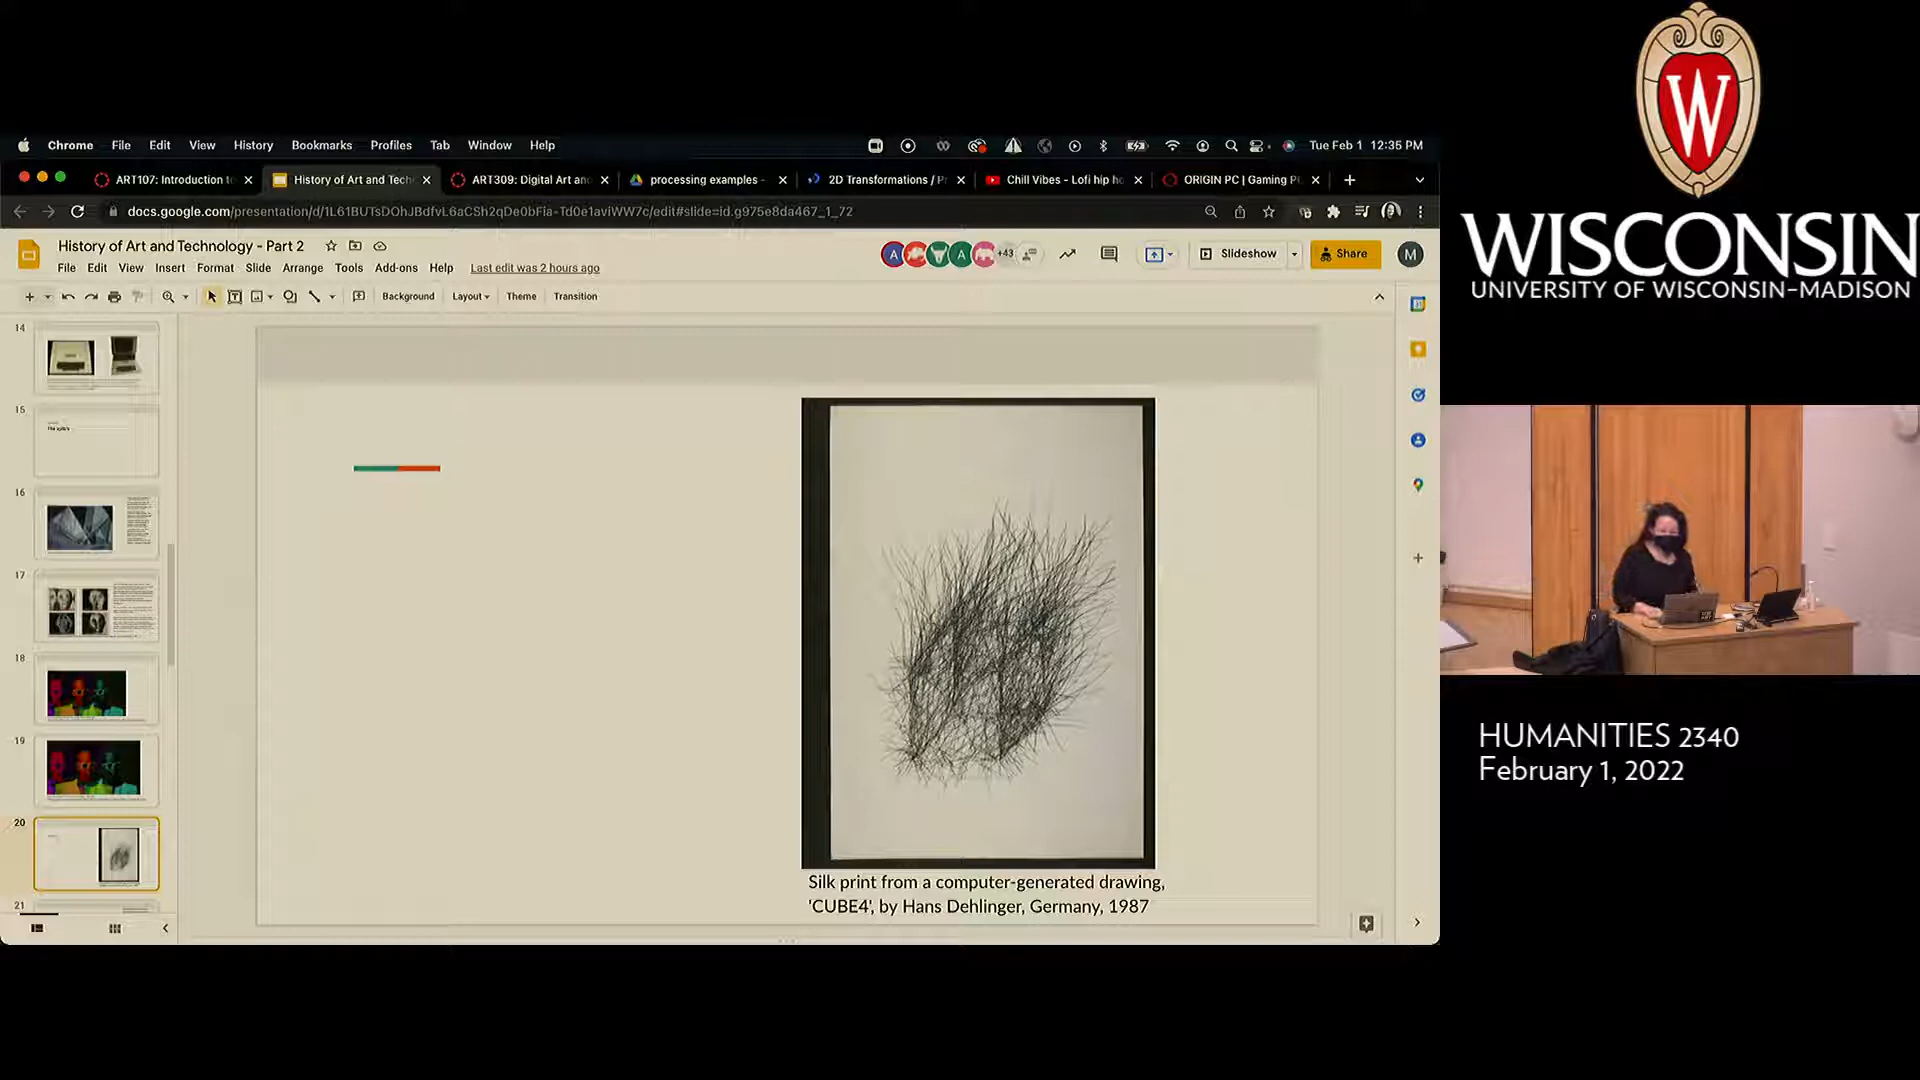 Chrome File Edit View History Bookmarks Profiles Tab Window Help Tue Feb 1 12:35 PM
ART107: Introduction to History of Art and Tech ART309: Digital Art and processing examples - 2D Transformations / Pr Chill Vibes - Lofi hip ho ORIGIN PC | Gaming P
docs.google.com/presentation/d/1L61BUTsDOhJBdfvL6aCSh2qDe0bFia-Td0e1aviWW7c/edit#slide=id.g975e8da467_1_72
History of Art and Technology - Part 2
A A +43 Slideshow Share M
File Edit View Insert Format Slide Arrange Tools Add-ons Help Last edit was 2 hours ago
Background Layout Theme Transition
14
15
16
17
18
19
20
21
Silk print from a computer-generated drawing,
'CUBE4', by Hans Dehlinger, Germany, 1987
W
WISCONSIN
UNIVERSITY OF WISCONSIN–MADISON
HUMANITIES 2340
February 1, 2022